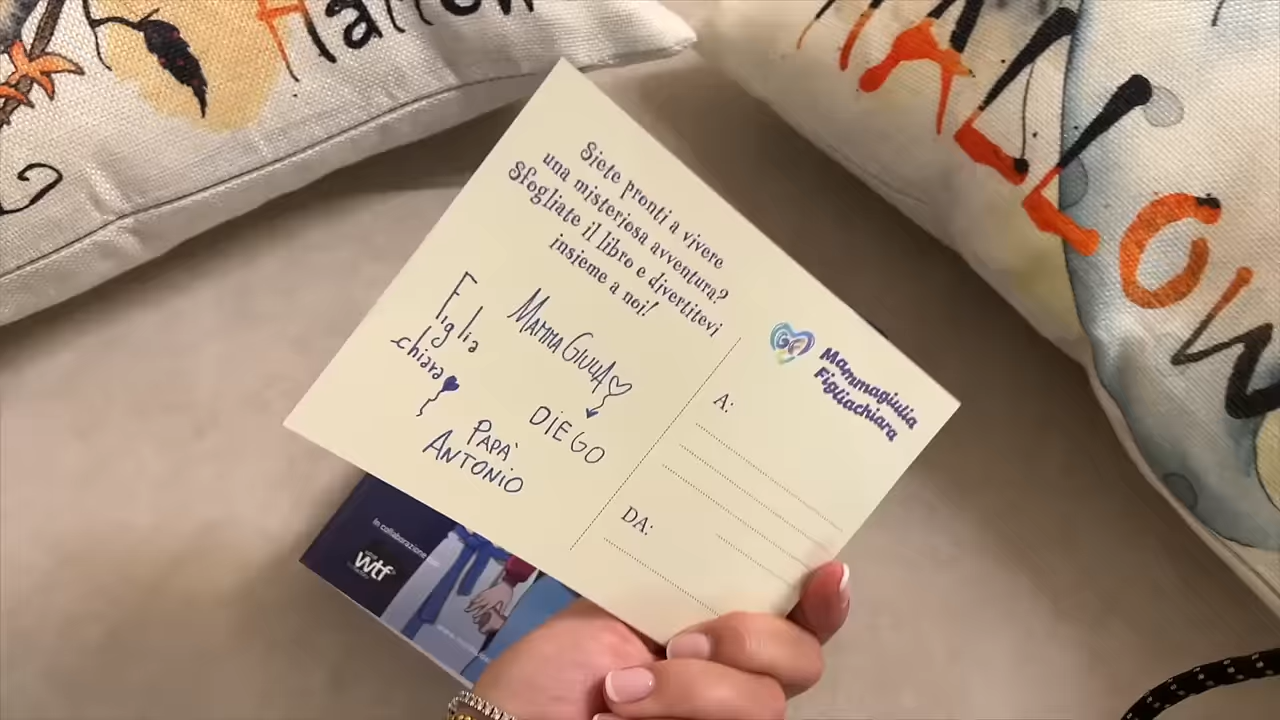 Hallow
HALLOW
Siete pronti a vivere
una misteriosa avventura?
Sfogliate il libro e divertitevi
insieme a noi!
Figlia
chiara
MAMMA GIULIA
DIEGO
PAPÀ
ANTONIO
GC
Mammagiulia
Figliachiara
A:
DA:
In collaborazione
wtf